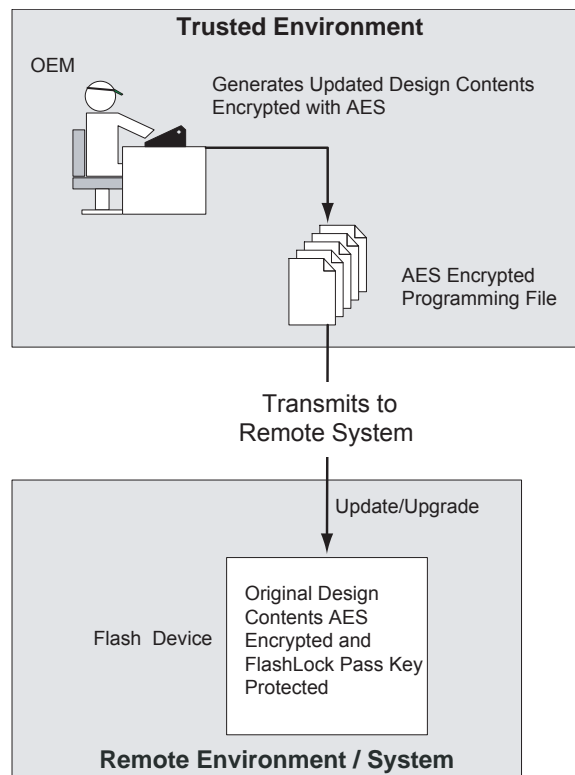 Trusted Environment
OEM
Generates Updated Design Contents
Encrypted with AES
AES Encrypted
Programming File
Transmits to
Remote System
Update/Upgrade
Flash Device
Original Design
Contents AES
Encrypted and
FlashLock Pass Key
Protected
Remote Environment / System